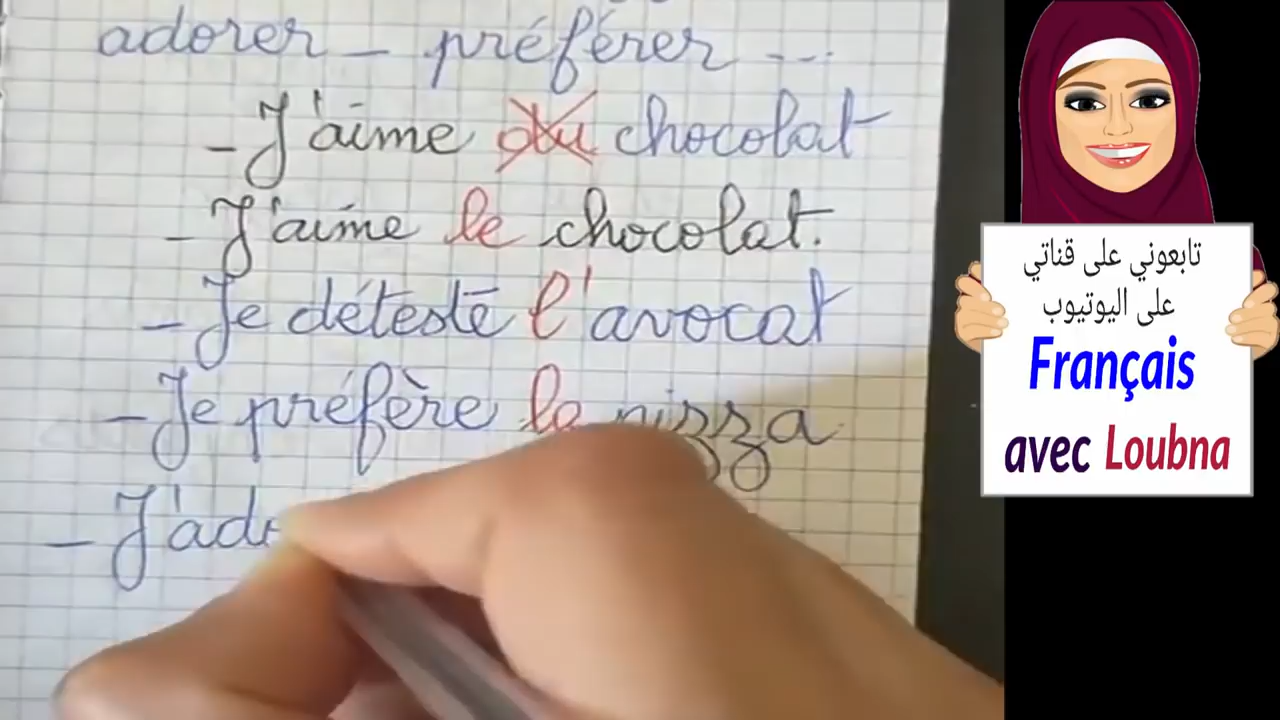 adorer - préférer ...
- J'aime du chocolat
- J'aime le chocolat.
- Je déteste l'avocat
- Je préfère la pizza
- J'ado
تابعوني على قناتي
على اليوتيوب
Français
avec Loubna